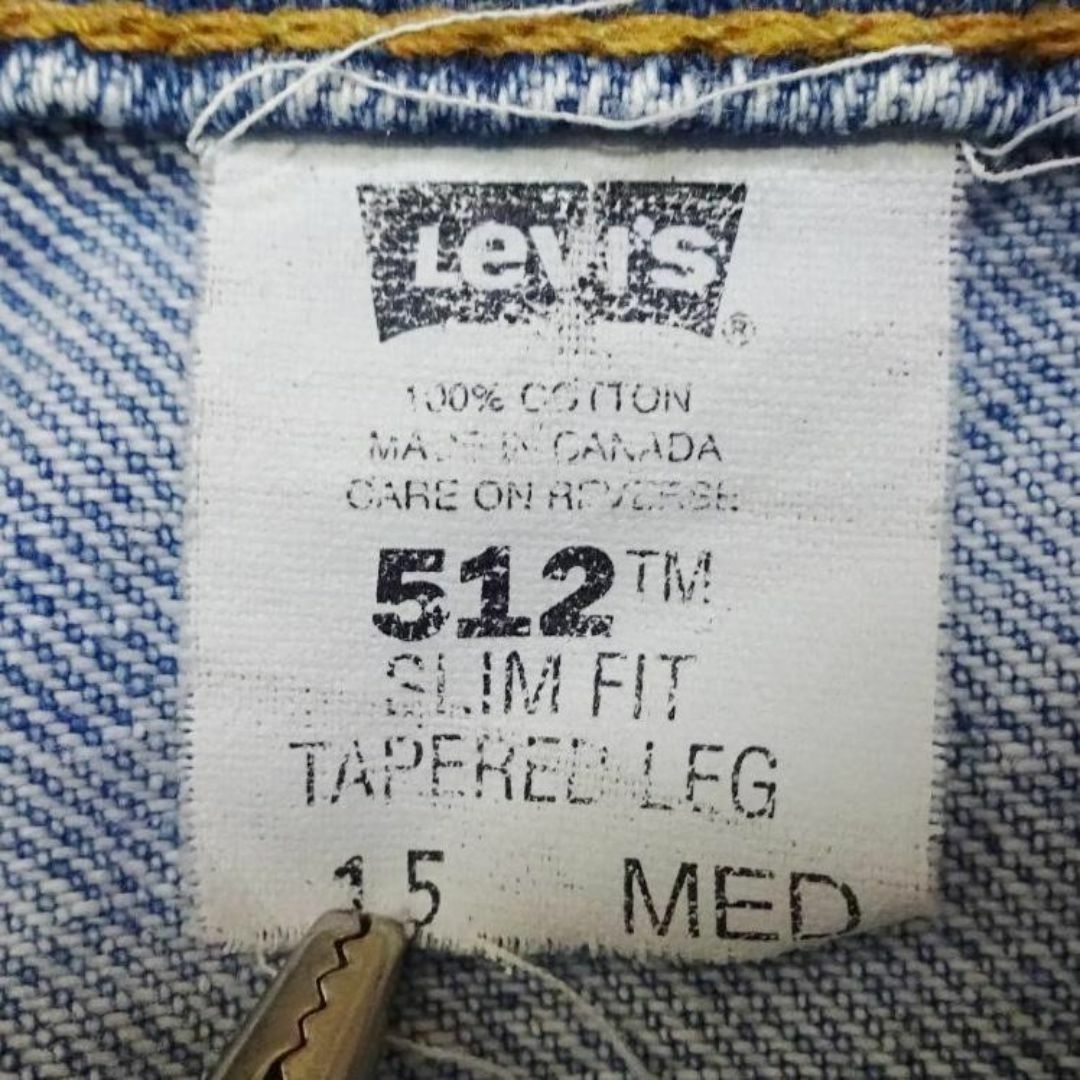 Levi's ®
100% COTTON
MADE IN CANADA
CARE ON REVERSE
512™
SLIM FIT
TAPERED LEG
15 MED